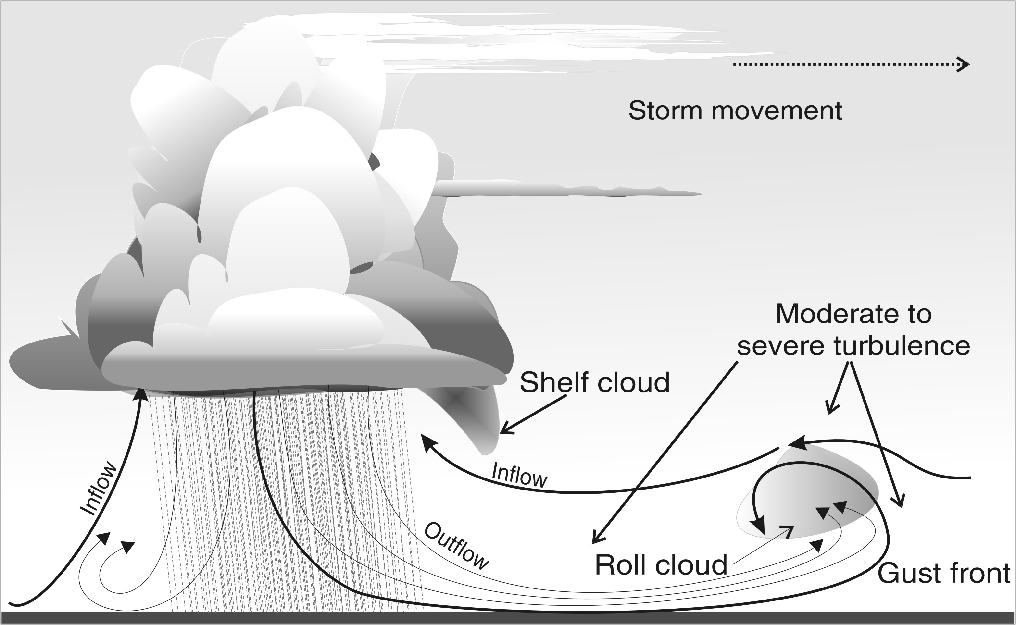 Storm movement
Moderate to
severe turbulence
Shelf cloud
Inflow
Inflow
Outflow
Roll cloud
Gust front